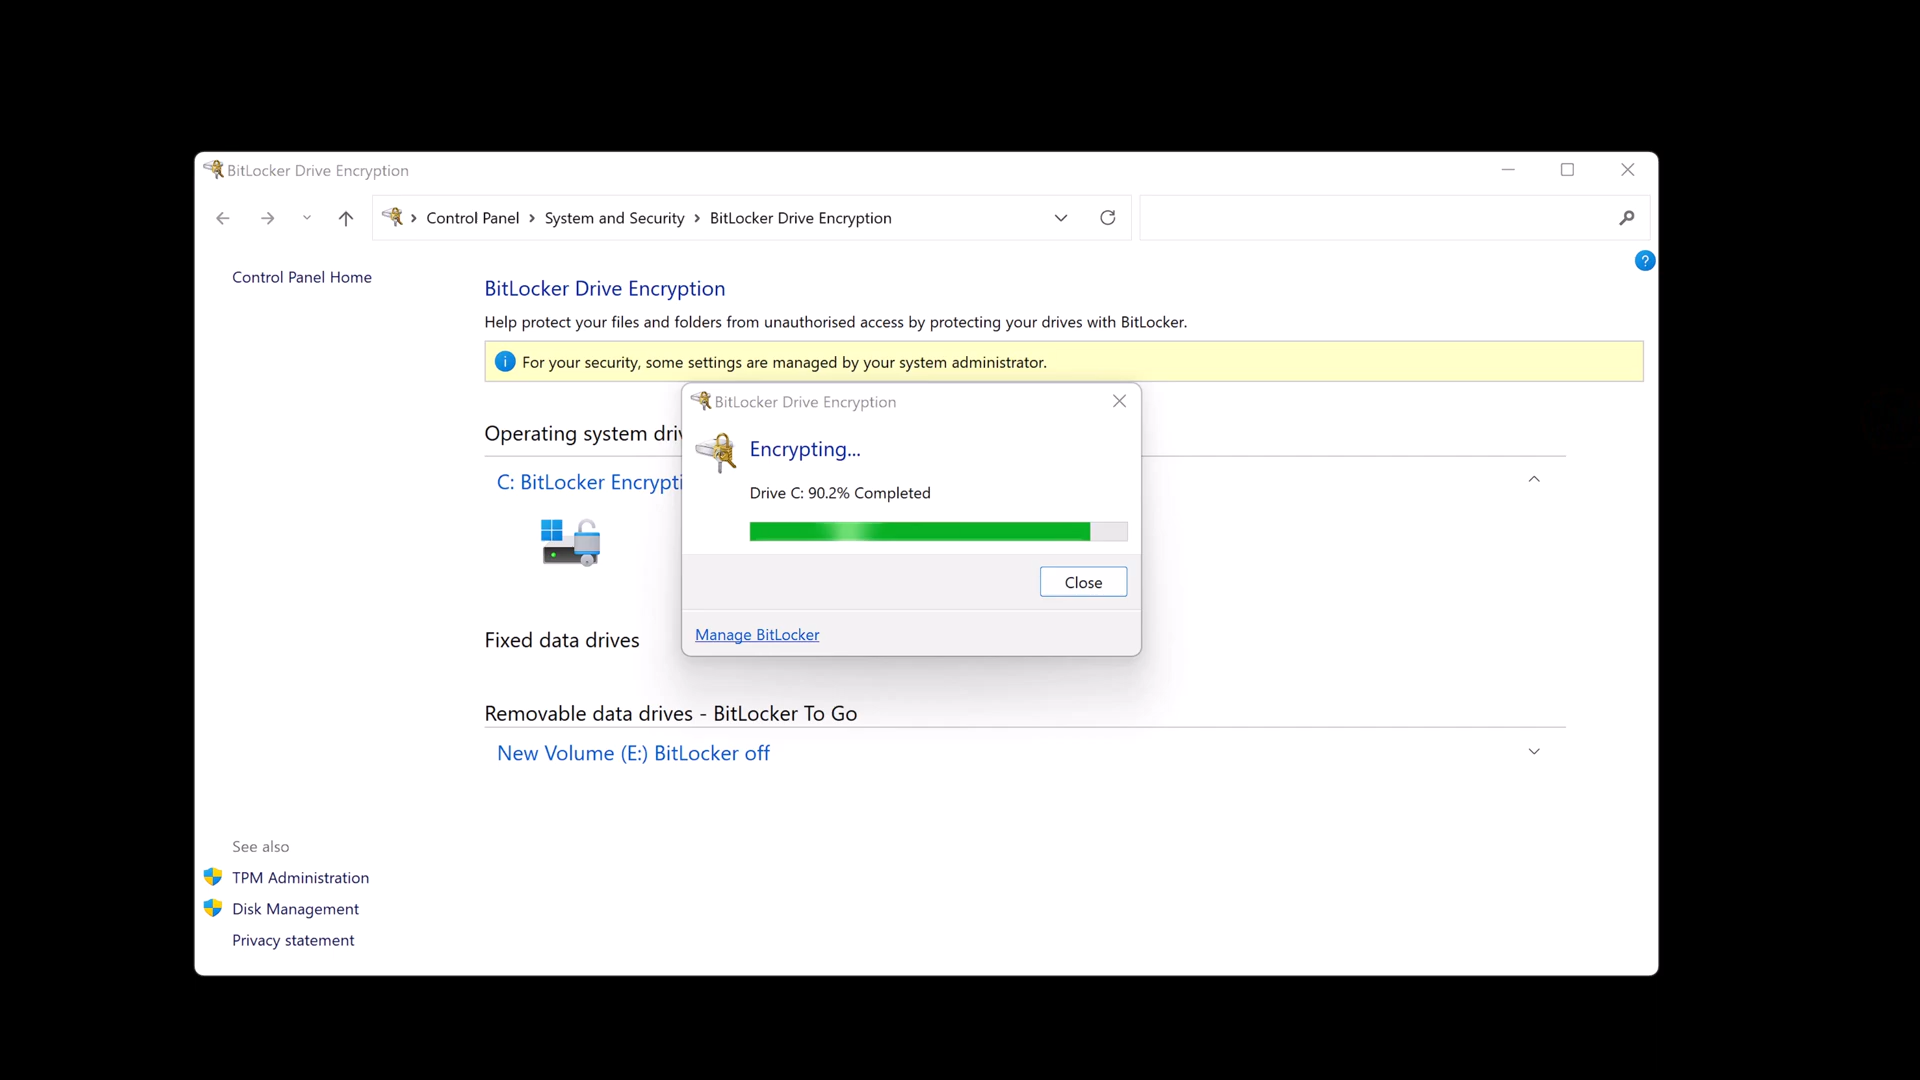 BitLocker Drive Encryption
Control Panel › System and Security › BitLocker Drive Encryption
Control Panel Home
BitLocker Drive Encryption
Help protect your files and folders from unauthorised access by protecting your drives with BitLocker.
For your security, some settings are managed by your system administrator.
Operating system driv
C: BitLocker Encrypti
BitLocker Drive Encryption
Encrypting...
Drive C: 90.2% Completed
Close
Manage BitLocker
Fixed data drives
Removable data drives - BitLocker To Go
New Volume (E:) BitLocker off
See also
TPM Administration
Disk Management
Privacy statement